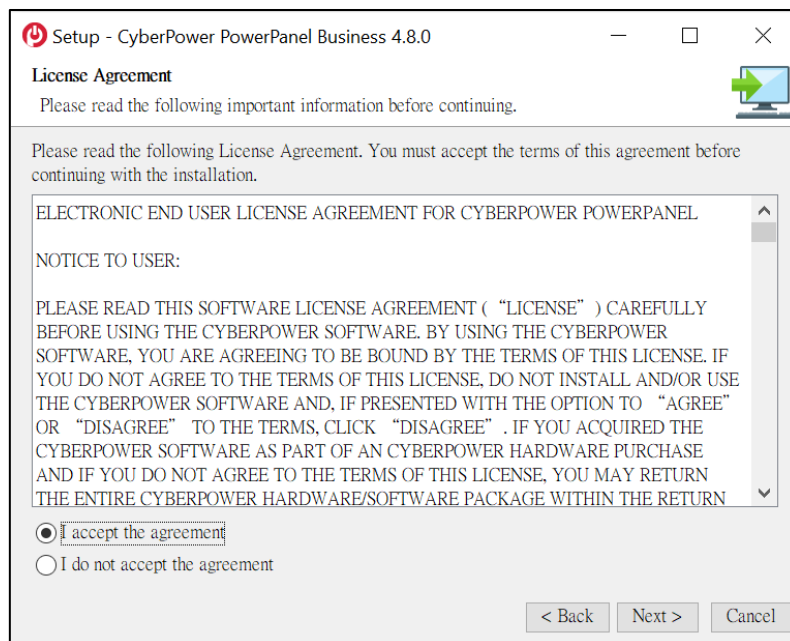 Setup - CyberPower PowerPanel Business 4.8.0
License Agreement
Please read the following important information before continuing.
Please read the following License Agreement. You must accept the terms of this agreement before
continuing with the installation.
ELECTRONIC END USER LICENSE AGREEMENT FOR CYBERPOWER POWERPANEL
NOTICE TO USER:
PLEASE READ THIS SOFTWARE LICENSE AGREEMENT ( “LICENSE” ) CAREFULLY
BEFORE USING THE CYBERPOWER SOFTWARE. BY USING THE CYBERPOWER
SOFTWARE, YOU ARE AGREEING TO BE BOUND BY THE TERMS OF THIS LICENSE. IF
YOU DO NOT AGREE TO THE TERMS OF THIS LICENSE, DO NOT INSTALL AND/OR USE
THE CYBERPOWER SOFTWARE AND, IF PRESENTED WITH THE OPTION TO “AGREE”
OR “DISAGREE” TO THE TERMS, CLICK “DISAGREE” . IF YOU ACQUIRED THE
CYBERPOWER SOFTWARE AS PART OF AN CYBERPOWER HARDWARE PURCHASE
AND IF YOU DO NOT AGREE TO THE TERMS OF THIS LICENSE, YOU MAY RETURN
THE ENTIRE CYBERPOWER HARDWARE/SOFTWARE PACKAGE WITHIN THE RETURN
I accept the agreement
I do not accept the agreement
< Back Next > Cancel